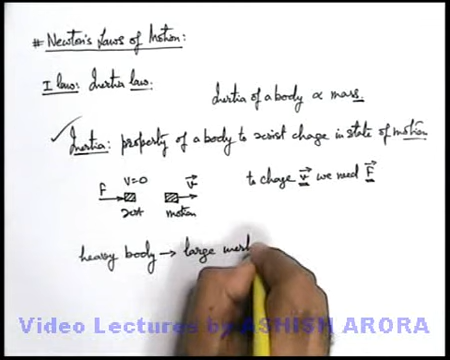 # Newton's Laws of Motion:
I law: Inertia law.
Inertia of a body ∝ mass.
✓ Inertia: property of a body to resist change in state of motion
F v=0 v⃗
rest motion
to chage v⃗ we need F⃗
heavy body → large
Video Lectures by ASHISH ARORA